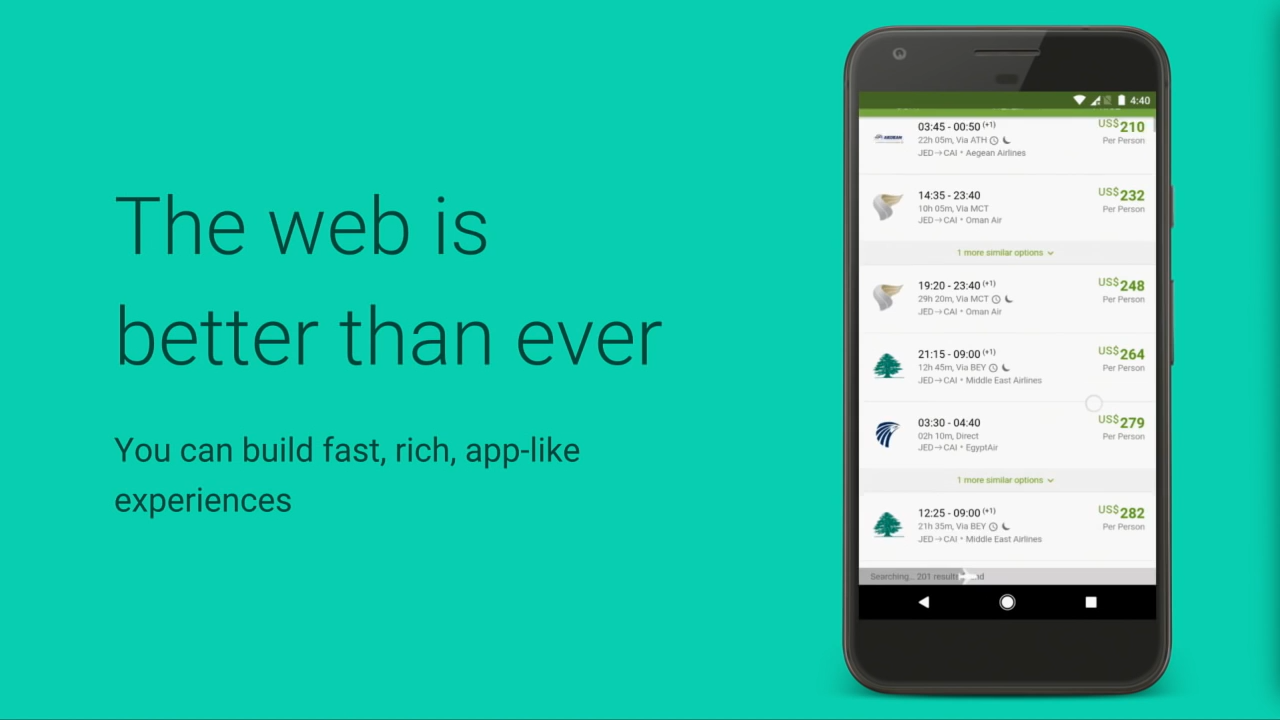 The web is
better than ever
You can build fast, rich, app-like
experiences
4:40
03:45 - 00:50 (+1)
US$210
22h 05m, Via ATH
Per Person
JED→CAI • Aegean Airlines
AEGEAN
14:35 - 23:40
US$232
10h 05m, Via MCT
Per Person
JED→CAI • Oman Air
1 more similar options
19:20 - 23:40 (+1)
US$248
29h 20m, Via MCT
Per Person
JED→CAI • Oman Air
21:15 - 09:00 (+1)
US$264
12h 45m, Via BEY
Per Person
JED→CAI • Middle East Airlines
03:30 - 04:40
US$279
02h 10m, Direct
Per Person
JED→CAI • EgyptAir
1 more similar options
12:25 - 09:00 (+1)
US$282
21h 35m, Via BEY
Per Person
JED→CAI • Middle East Airlines
Searching... 201 results